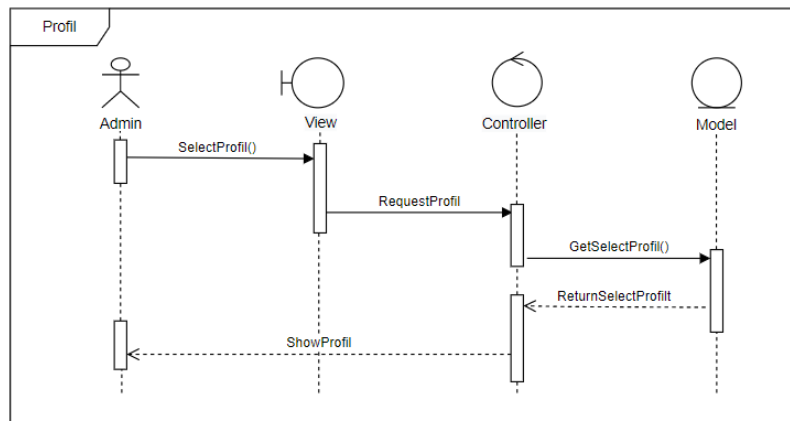 Profil
Admin
View
Controller
Model
SelectProfil()
RequestProfil
GetSelectProfil()
ReturnSelectProfilt
ShowProfil